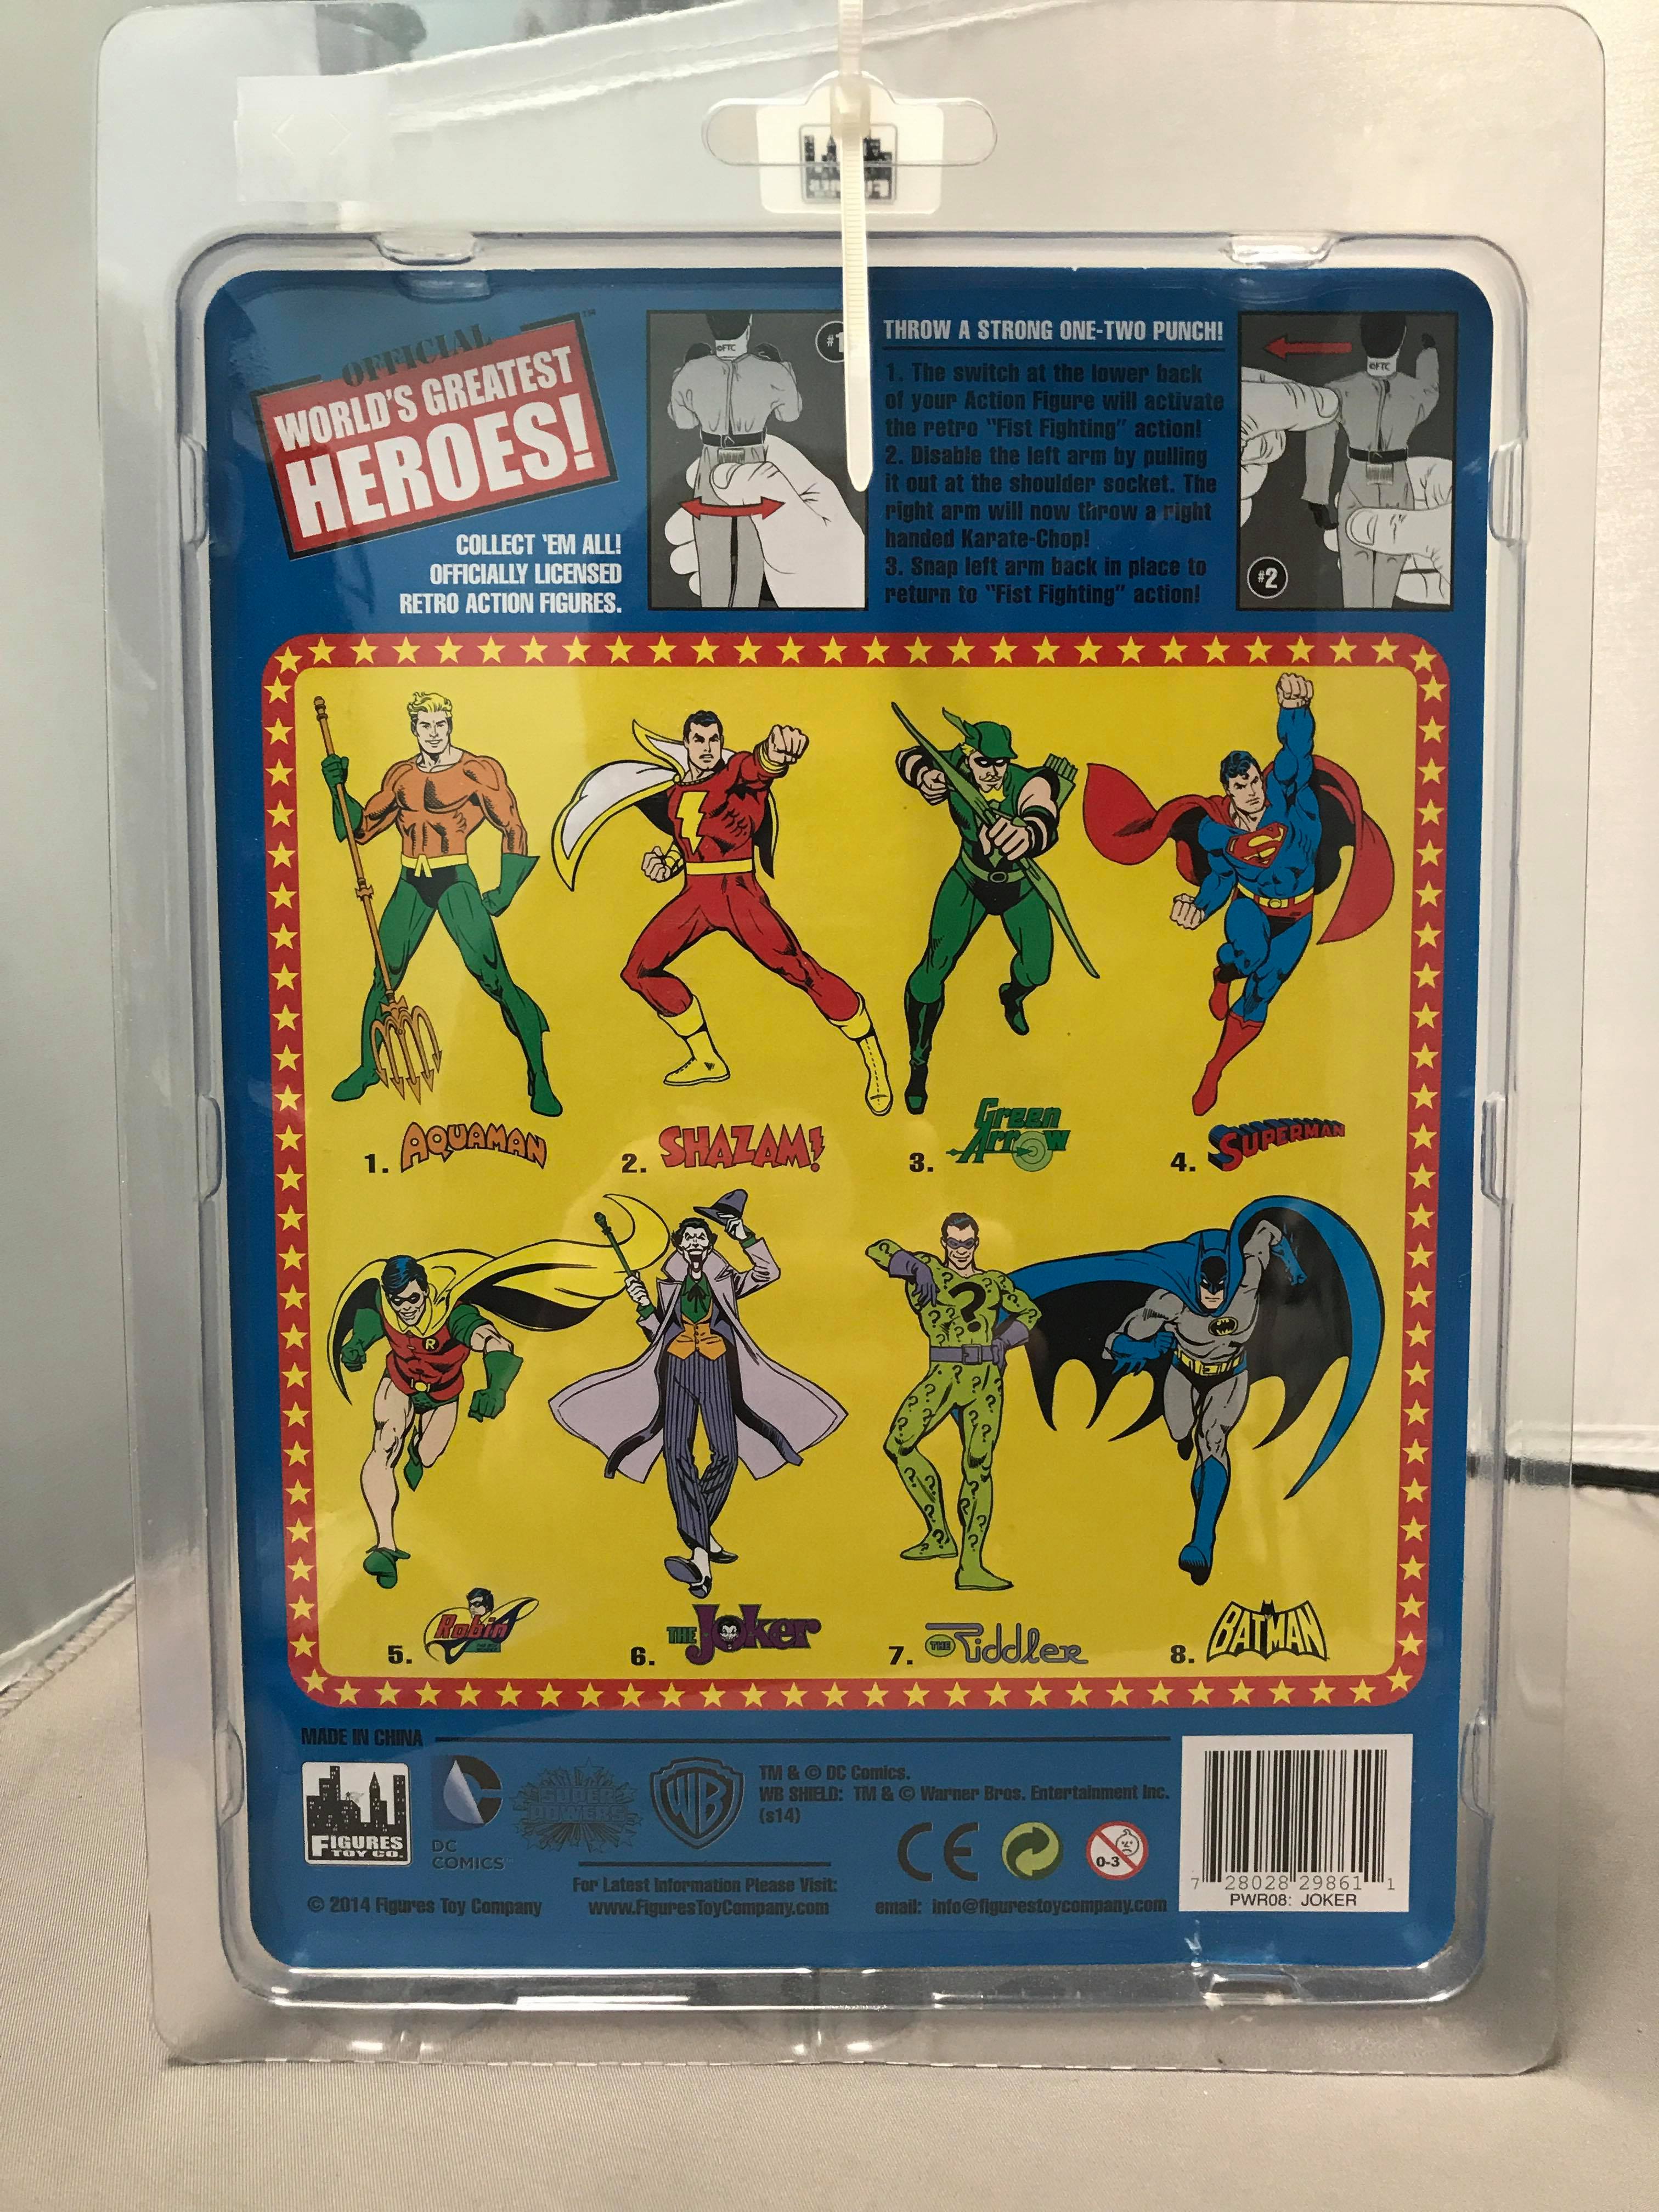 OFFICIAL
WORLD'S GREATEST
HEROES!
TM
COLLECT 'EM ALL!
OFFICIALLY LICENSED
RETRO ACTION FIGURES.
©FTC
#1
THROW A STRONG ONE-TWO PUNCH!
1. The switch at the lower back
of your Action Figure will activate
the retro "Fist Fighting" action!
2. Disable the left arm by pulling
it out at the shoulder socket. The
right arm will now throw a right
handed Karate-Chop!
3. Snap left arm back in place to
return to "Fist Fighting" action!
©FTC
#2
1. AQUAMAN
2. SHAZAM!
3. Green Arrow
4. SUPERMAN
R
5. Robin
6. THE Joker
7. THE Riddler
8. BATMAN
MADE IN CHINA
FIGURES
TOY CO.
DC
COMICS
SUPER
POWERS
WB
TM & © DC Comics.
WB SHIELD: TM & © Warner Bros. Entertainment Inc.
(s14)
CE
0-3
© 2014 Figures Toy Company
For Latest Information Please Visit:
www.FiguresToyCompany.com
email: info@figurestoycompany.com
7 28028 29861 1
PWR08: JOKER